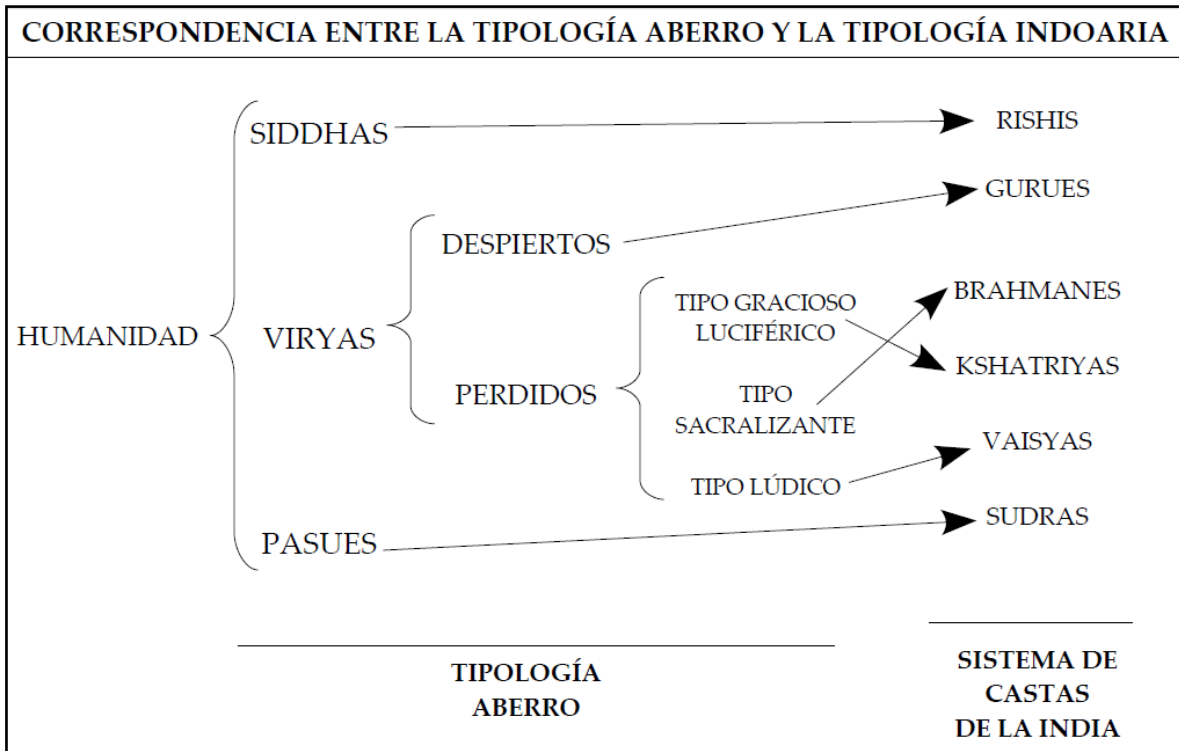 CORRESPONDENCIA ENTRE LA TIPOLOGÍA ABERRO Y LA TIPOLOGÍA INDOARIA
HUMANIDAD
SIDDHAS
VIRYAS
PASUES
DESPIERTOS
PERDIDOS
TIPO GRACIOSO
LUCIFÉRICO
TIPO
SACRALIZANTE
TIPO LÚDICO
RISHIS
GURUES
BRAHMANES
KSHATRIYAS
VAISYAS
SUDRAS
TIPOLOGÍA
ABERRO
SISTEMA DE
CASTAS
DE LA INDIA